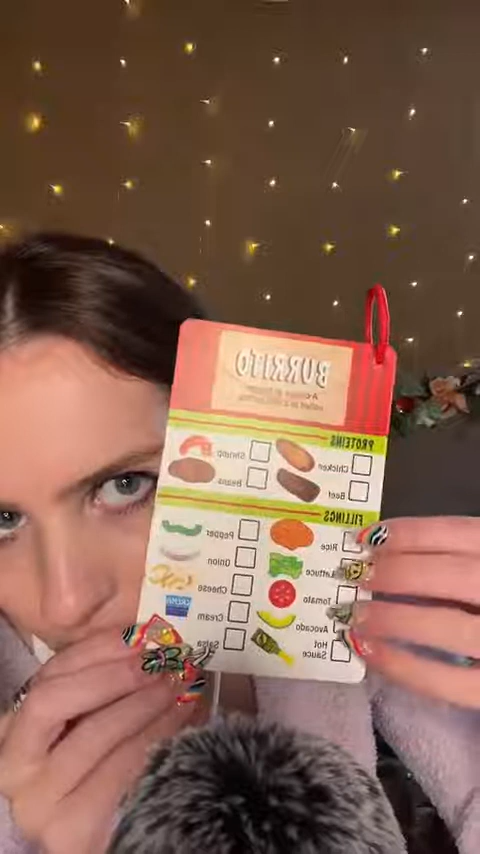 BURRITO
PROTEINS
Chicken
Shrimp
Beef
Beans
FILLINGS
Rice
Pepper
Lettuce
Onion
Tomato
Cheese
Avocado
Cream
Hot
Sauce
Salsa